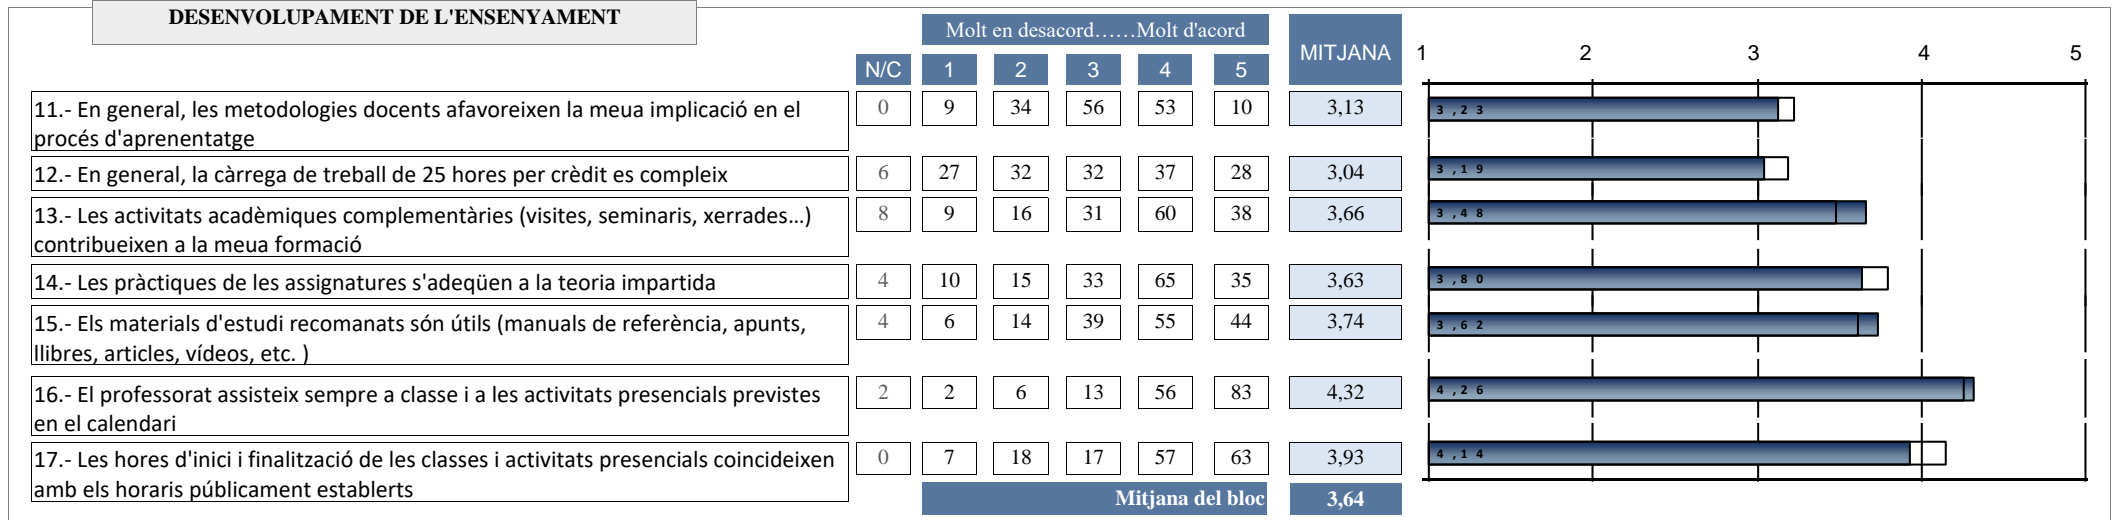 DESENVOLUPAMENT DE L'ENSENYAMENT
Molt en desacord……Molt d'acord
MITJANA
1 2 3 4 5
N/C 1 2 3 4 5
11.- En general, les metodologies docents afavoreixen la meua implicació en el
procés d'aprenentatge
0 9 34 56 53 10 3,13 3,23
12.- En general, la càrrega de treball de 25 hores per crèdit es compleix
6 27 32 32 37 28 3,04 3,19
13.- Les activitats acadèmiques complementàries (visites, seminaris, xerrades…)
contribueixen a la meua formació
8 9 16 31 60 38 3,66 3,48
14.- Les pràctiques de les assignatures s'adeqüen a la teoria impartida
4 10 15 33 65 35 3,63 3,80
15.- Els materials d'estudi recomanats són útils (manuals de referència, apunts,
llibres, articles, vídeos, etc. )
4 6 14 39 55 44 3,74 3,62
16.- El professorat assisteix sempre a classe i a les activitats presencials previstes
en el calendari
2 2 6 13 56 83 4,32 4,26
17.- Les hores d'inici i finalització de les classes i activitats presencials coincideixen
amb els horaris públicament establerts
0 7 18 17 57 63 3,93 4,14
Mitjana del bloc 3,64